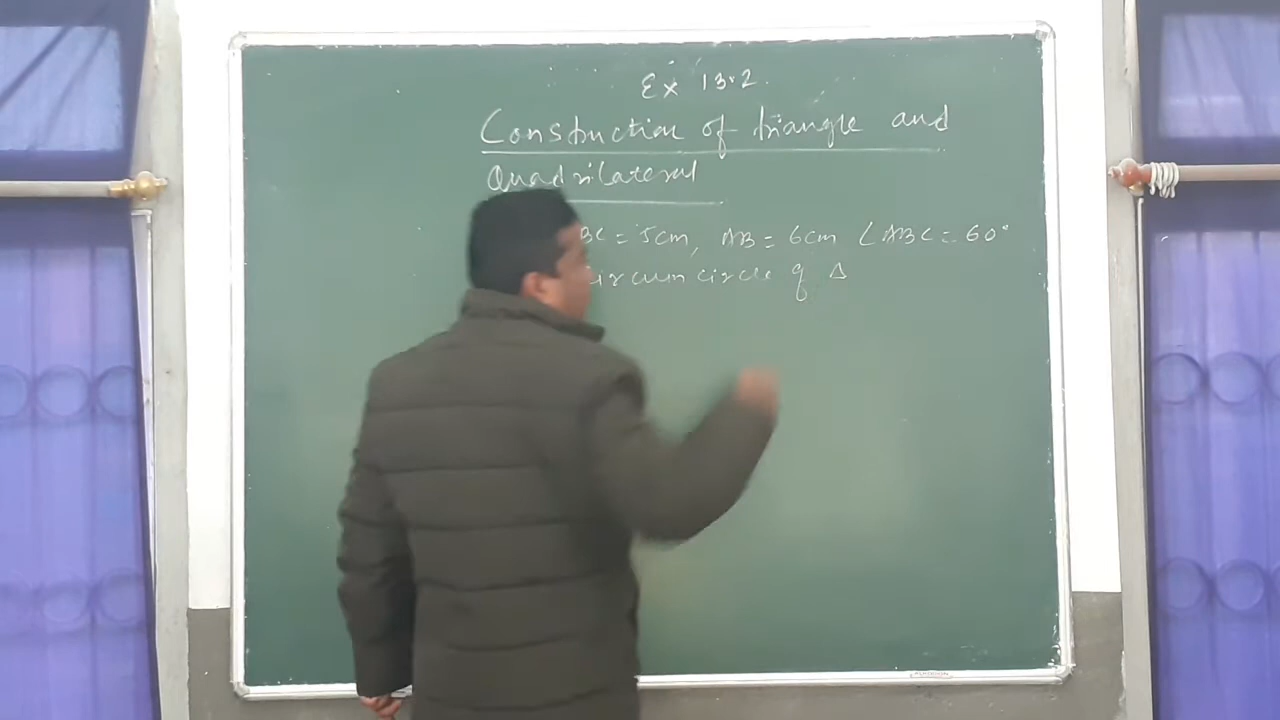 Ex 13.2.
Construction of triangle and
Quadrilateral
BC = 5cm, AB = 6cm ∠ABC = 60°
circum circle of Δ